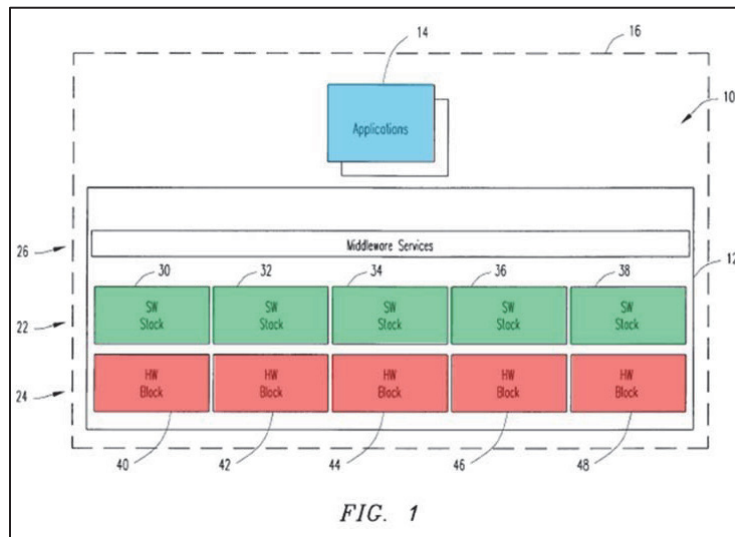 14
16
10
Applications
26
Middleware Services
12
30
32
34
36
38
22
SW
Stack
SW
Stack
SW
Stack
SW
Stack
SW
Stack
24
HW
Block
HW
Block
HW
Block
HW
Block
HW
Block
40
42
44
46
48
FIG. 1